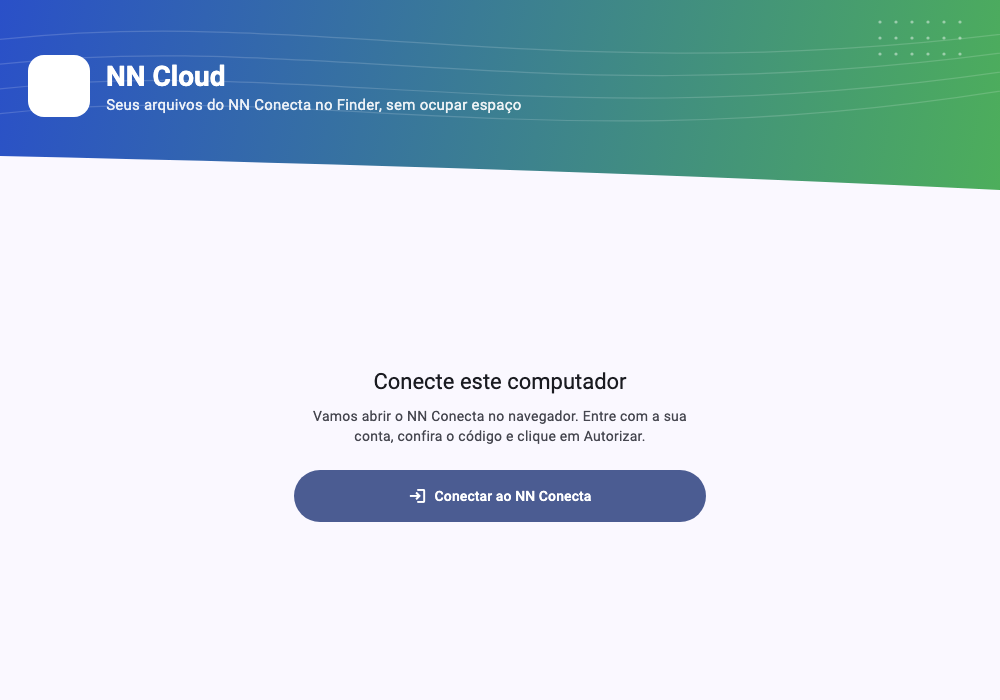 NN Cloud
Seus arquivos do NN Conecta no Finder, sem ocupar espaço
Conecte este computador
Vamos abrir o NN Conecta no navegador. Entre com a sua
conta, confira o código e clique em Autorizar.
Conectar ao NN Conecta